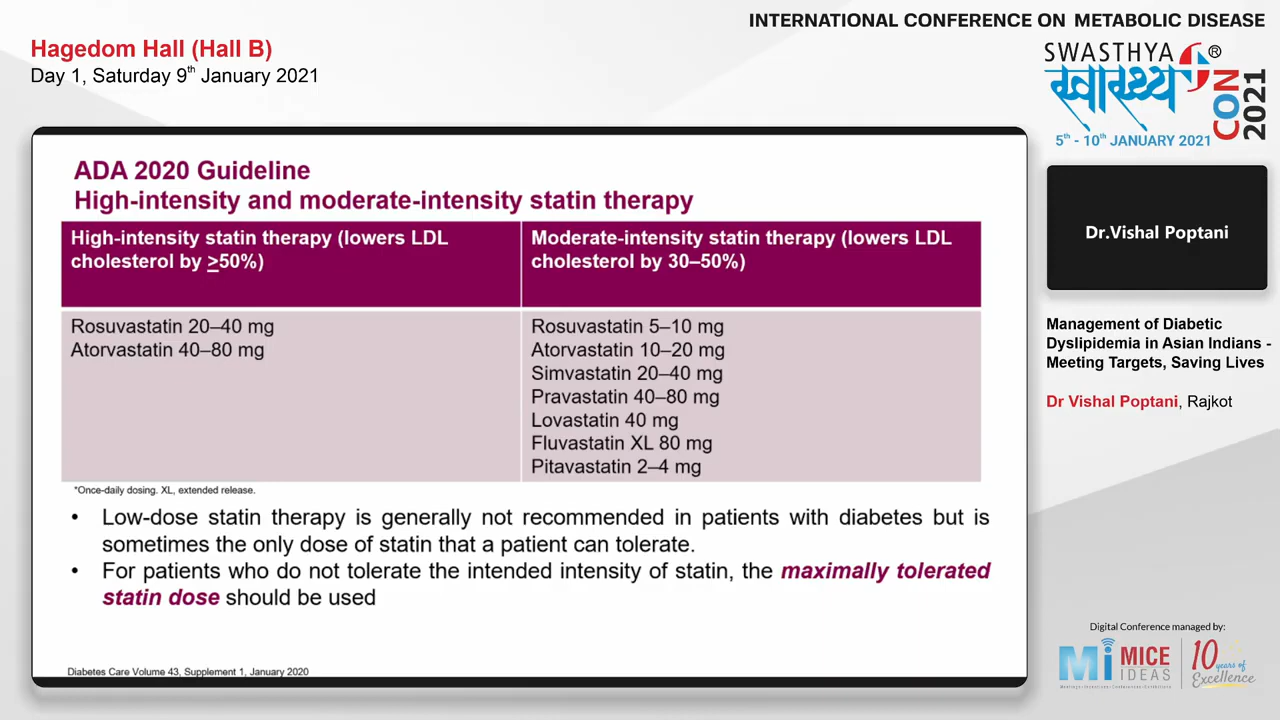 INTERNATIONAL CONFERENCE ON METABOLIC DISEASE
Hagedom Hall (Hall B)
Day 1, Saturday 9th January 2021
SWASTHYA
®
स्वास्थ्य
CON
2021
5th - 10th JANUARY 2021
ADA 2020 Guideline
High-intensity and moderate-intensity statin therapy
High-intensity statin therapy (lowers LDL
cholesterol by ≥50%)
Moderate-intensity statin therapy (lowers LDL
cholesterol by 30–50%)
Rosuvastatin 20–40 mg
Atorvastatin 40–80 mg
Rosuvastatin 5–10 mg
Atorvastatin 10–20 mg
Simvastatin 20–40 mg
Pravastatin 40–80 mg
Lovastatin 40 mg
Fluvastatin XL 80 mg
Pitavastatin 2–4 mg
*Once-daily dosing. XL, extended release.
• Low-dose statin therapy is generally not recommended in patients with diabetes but is
sometimes the only dose of statin that a patient can tolerate.
• For patients who do not tolerate the intended intensity of statin, the maximally tolerated
statin dose should be used
Diabetes Care Volume 43, Supplement 1, January 2020
Dr.Vishal Poptani
Management of Diabetic
Dyslipidemia in Asian Indians -
Meeting Targets, Saving Lives
Dr Vishal Poptani, Rajkot
Digital Conference managed by:
Mi MICE
IDEAS
10
years of
Excellence